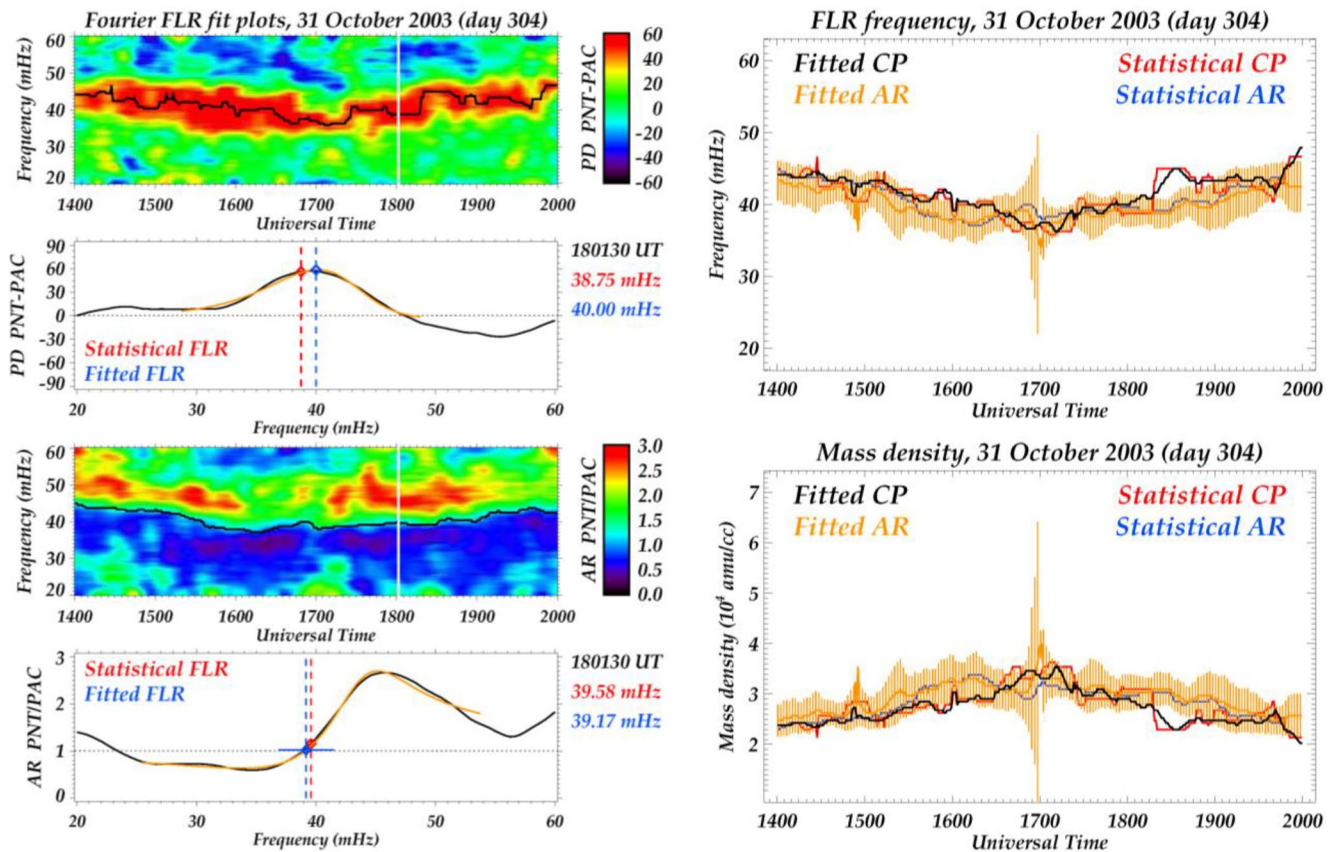 Fourier FLR fit plots, 31 October 2003 (day 304)
Frequency (mHz)
60
50
40
30
20
1400 1500 1600 1700 1800 1900 2000
Universal Time
PD PNT-PAC
60
40
20
0
-20
-40
-60
PD PNT-PAC
90
60
30
0
-30
-60
-90
180130 UT
38.75 mHz
40.00 mHz
Statistical FLR
Fitted FLR
20 30 40 50 60
Frequency (mHz)
Frequency (mHz)
60
50
40
30
20
1400 1500 1600 1700 1800 1900 2000
Universal Time
AR PNT/PAC
3.0
2.5
2.0
1.5
1.0
0.5
0.0
AR PNT/PAC
3
2
1
0
Statistical FLR
Fitted FLR
180130 UT
39.58 mHz
39.17 mHz
20 30 40 50 60
Frequency (mHz)
FLR frequency, 31 October 2003 (day 304)
Fitted CP Statistical CP
Fitted AR Statistical AR
Frequency (mHz)
60
50
40
30
20
1400 1500 1600 1700 1800 1900 2000
Universal Time
Mass density, 31 October 2003 (day 304)
Fitted CP Statistical CP
Fitted AR Statistical AR
Mass density (10⁴ amu/cc)
7
6
5
4
3
2
1400 1500 1600 1700 1800 1900 2000
Universal Time